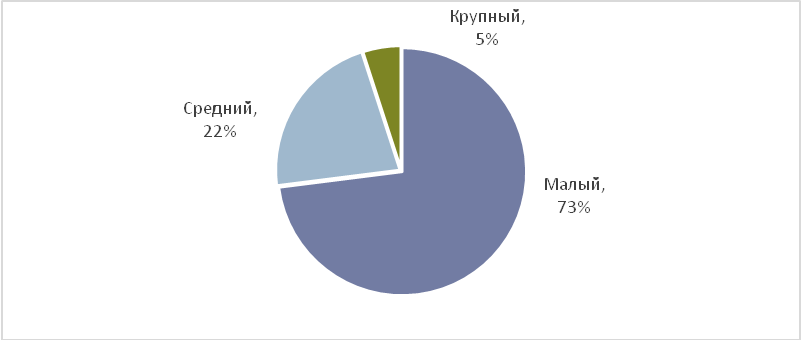 Крупный,
5%
Средний,
22%
Малый,
73%